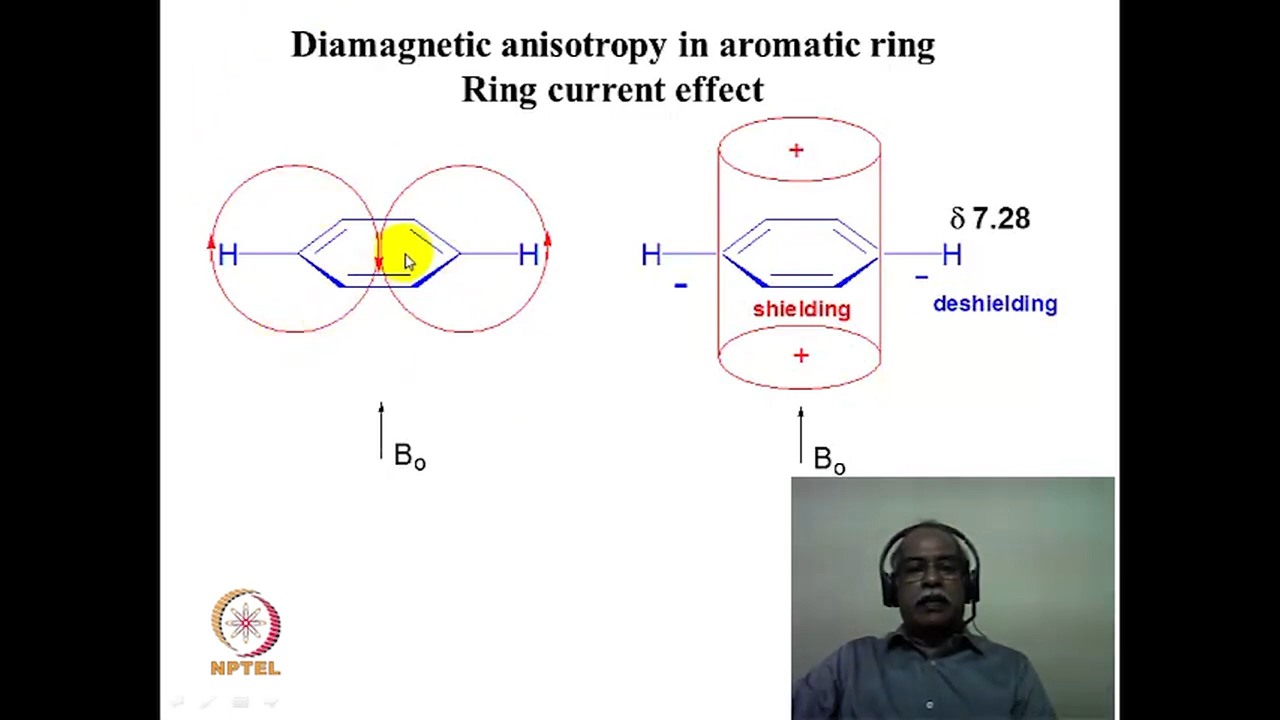 Diamagnetic anisotropy in aromatic ring
Ring current effect
H H
B₀
+
δ 7.28
H H
- -
shielding
deshielding
+
B₀
NPTEL